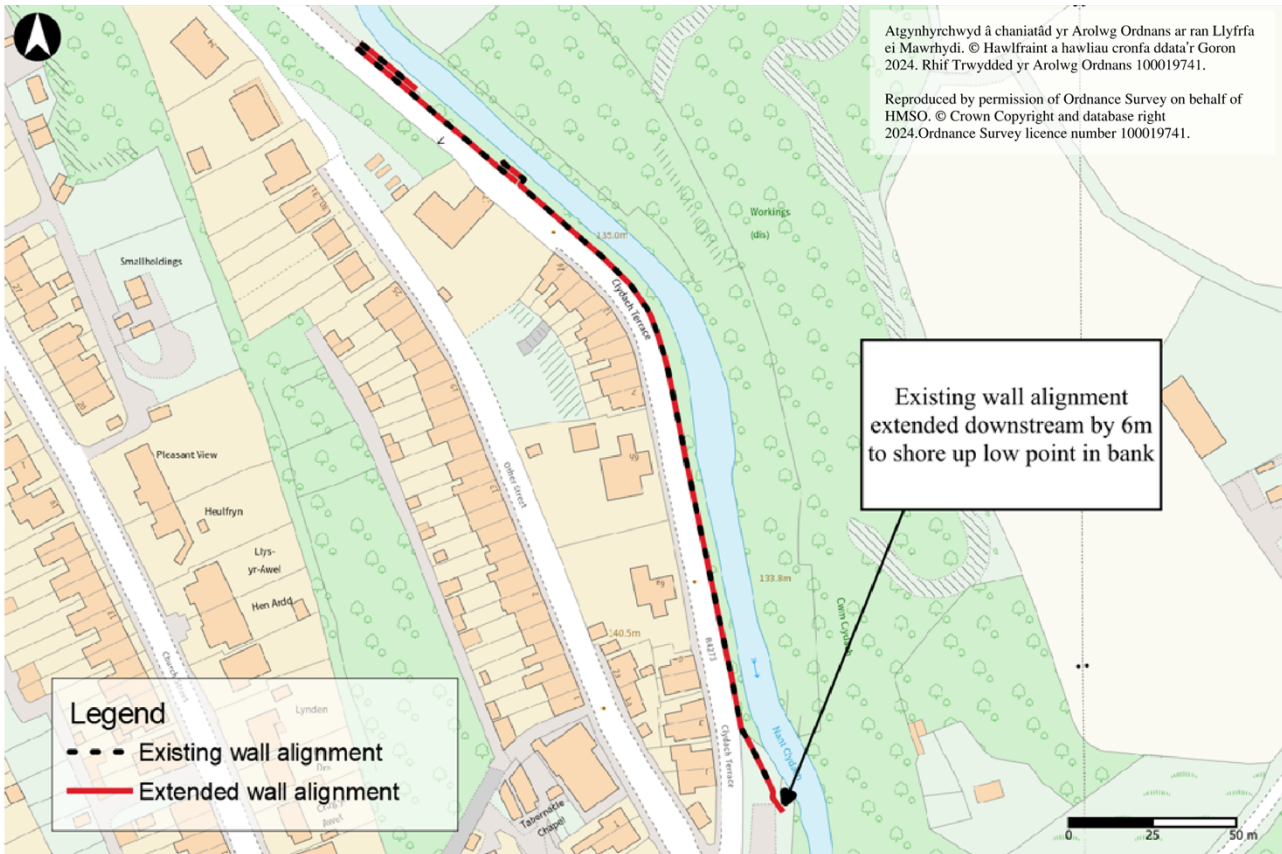 Atgynhyrchwyd â chaniatâd yr Arolwg Ordnans ar ran Llyfrfa
ei Mawrhydi. © Hawlfraint a hawliau cronfa ddata'r Goron
2024. Rhif Trwydded yr Arolwg Ordnans 100019741.
Reproduced by permission of Ordnance Survey on behalf of
HMSO. © Crown Copyright and database right
2024.Ordnance Survey licence number 100019741.
Workings
(dis)
135.0m
Smallholdings
Clydach Terrace
Existing wall alignment
extended downstream by 6m
to shore up low point in bank
Pleasant View
Other Street
Heulfryn
Llys-
yr-Awel
Hen Ardd
133.8m
Cwm Clydach
140.5m
B4273
Church Street
Lynden
Nant Clydach
Clydach Terrace
Tabernacle
Chapel
Legend
Existing wall alignment
Extended wall alignment
0 25 50 m